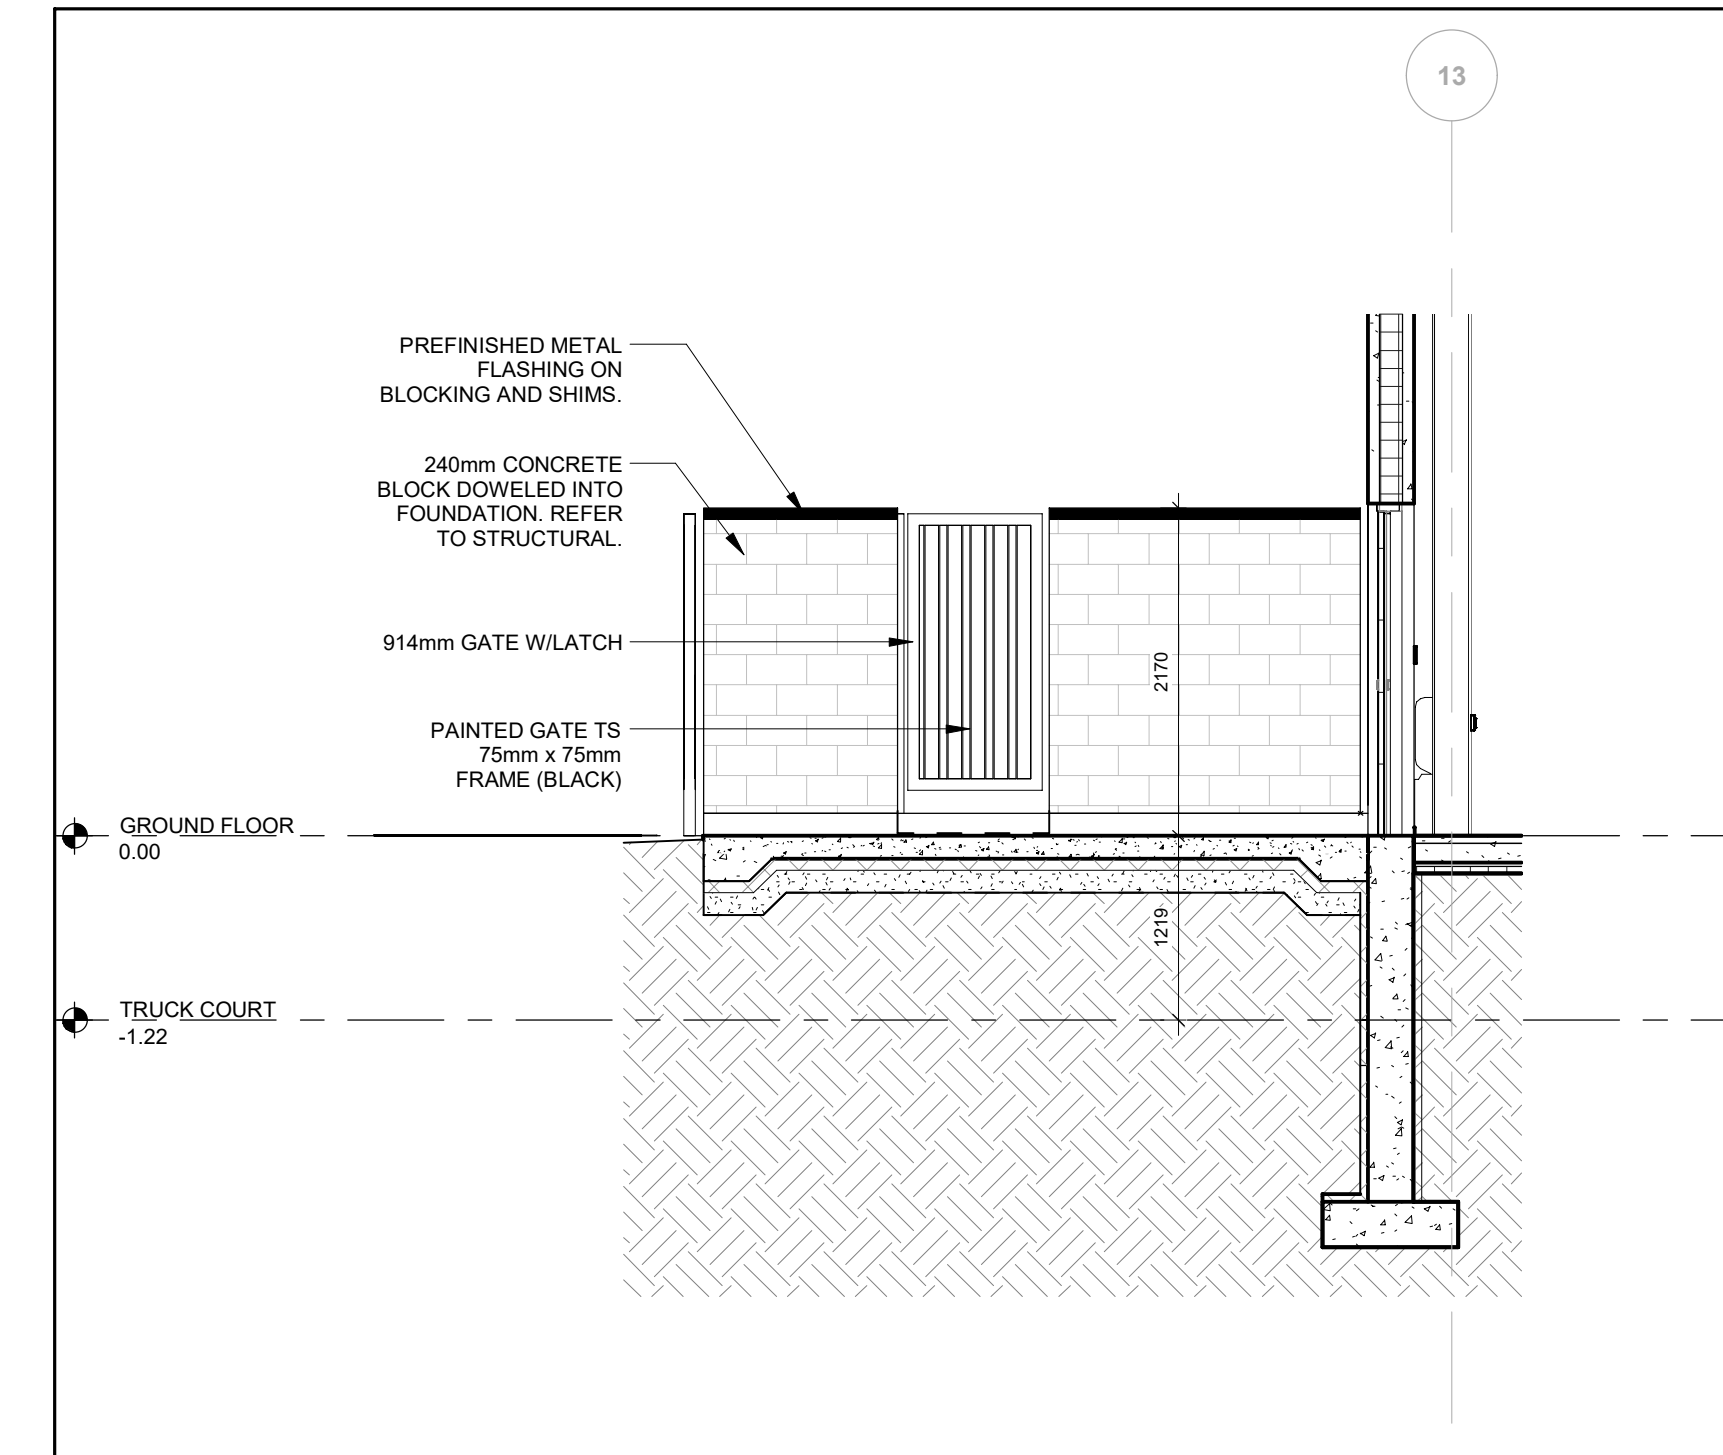 13
PREFINISHED METAL
FLASHING ON
BLOCKING AND SHIMS.
240mm CONCRETE
BLOCK DOWELED INTO
FOUNDATION. REFER
TO STRUCTURAL.
914mm GATE W/LATCH
2170
PAINTED GATE TS
75mm x 75mm
FRAME (BLACK)
GROUND FLOOR
0.00
1219
TRUCK COURT
-1.22